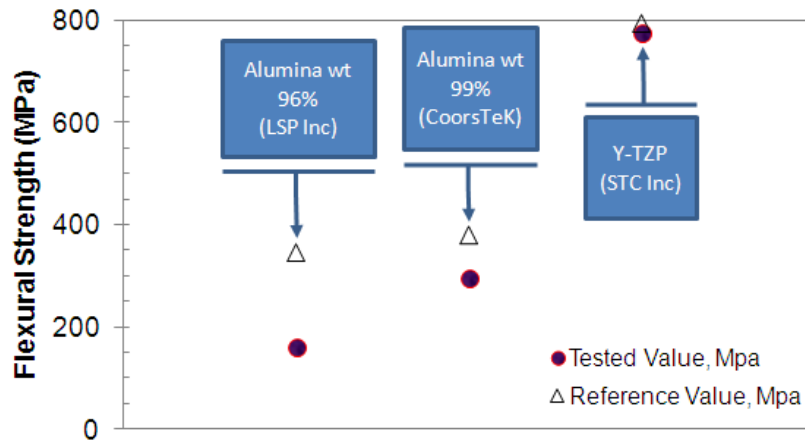 Flexural Strength (MPa)
800
600
400
200
0
Alumina wt
96%
(LSP Inc)
Alumina wt
99%
(CoorsTeK)
Y-TZP
(STC Inc)
Tested Value, Mpa
Reference Value, Mpa